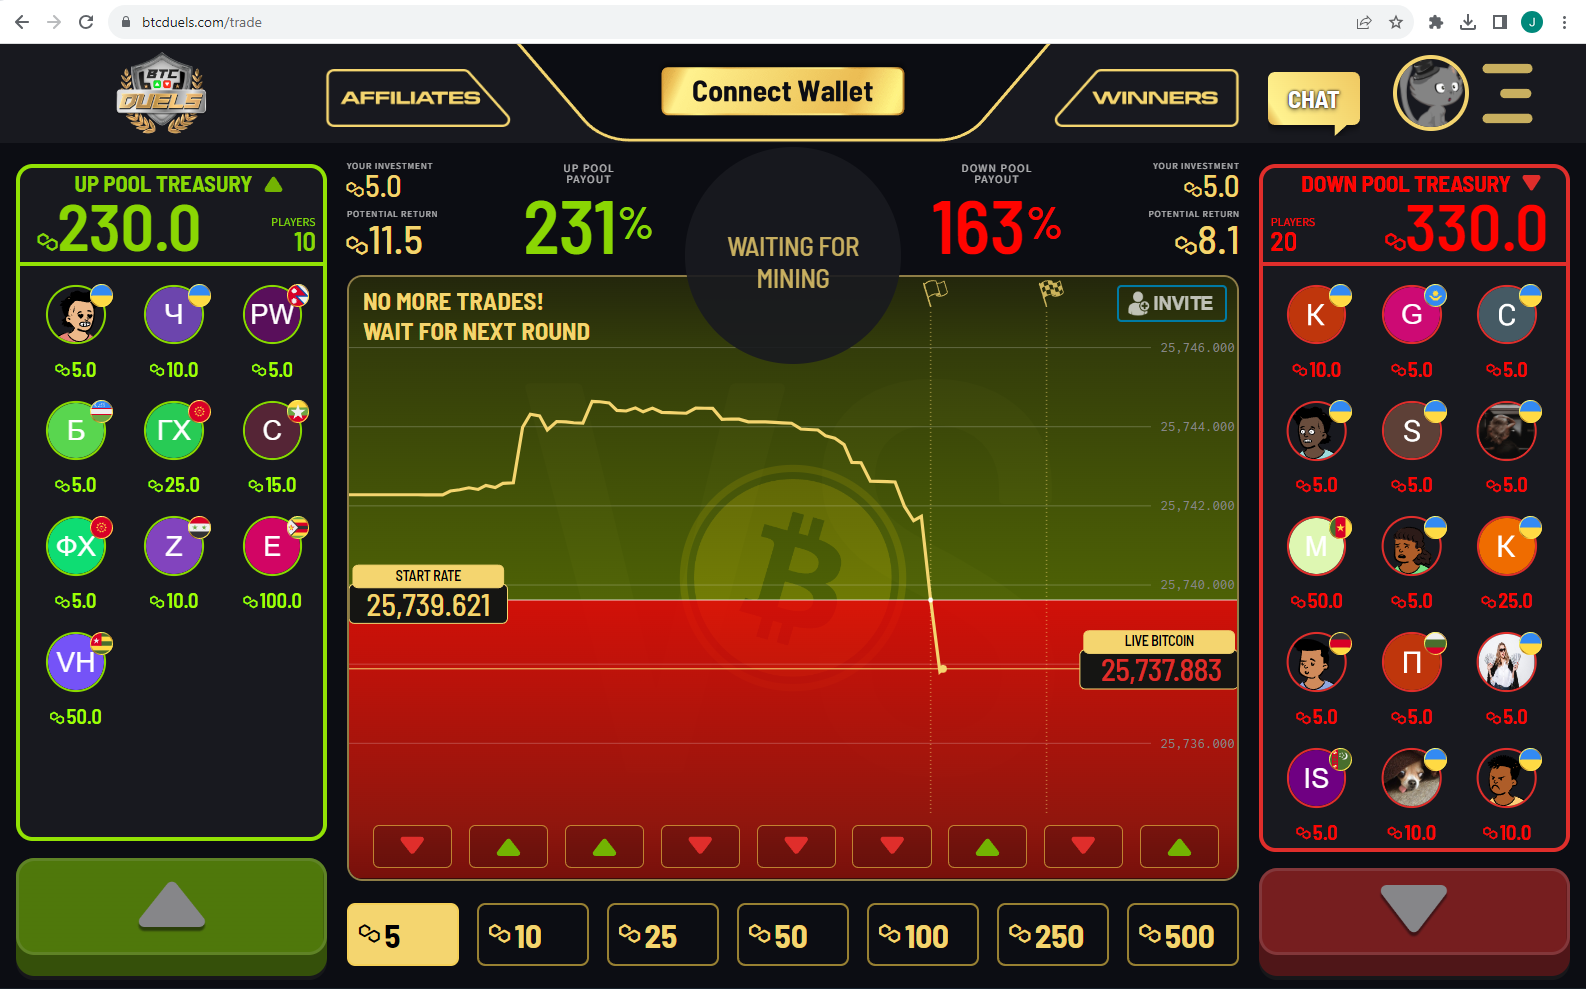 btcduels.com/trade
J
BTC
DUELS
AFFILIATES
Connect Wallet
WINNERS
CHAT
UP POOL TREASURY
230.0
PLAYERS
10
YOUR INVESTMENT
5.0
POTENTIAL RETURN
11.5
UP POOL
PAYOUT
231%
WAITING FOR
MINING
DOWN POOL
PAYOUT
163%
YOUR INVESTMENT
5.0
POTENTIAL RETURN
8.1
DOWN POOL TREASURY
PLAYERS
20
330.0
Ч
PW
5.0
10.0
5.0
Б
ГХ
C
5.0
25.0
15.0
ФХ
Z
E
5.0
10.0
100.0
VH
50.0
NO MORE TRADES!
WAIT FOR NEXT ROUND
INVITE
25,746.000
25,744.000
25,742.000
25,740.000
START RATE
25,739.621
LIVE BITCOIN
25,737.883
25,736.000
K
G
C
10.0
5.0
5.0
S
5.0
5.0
5.0
M
K
50.0
5.0
25.0
П
5.0
5.0
5.0
IS
5.0
10.0
10.0
5
10
25
50
100
250
500